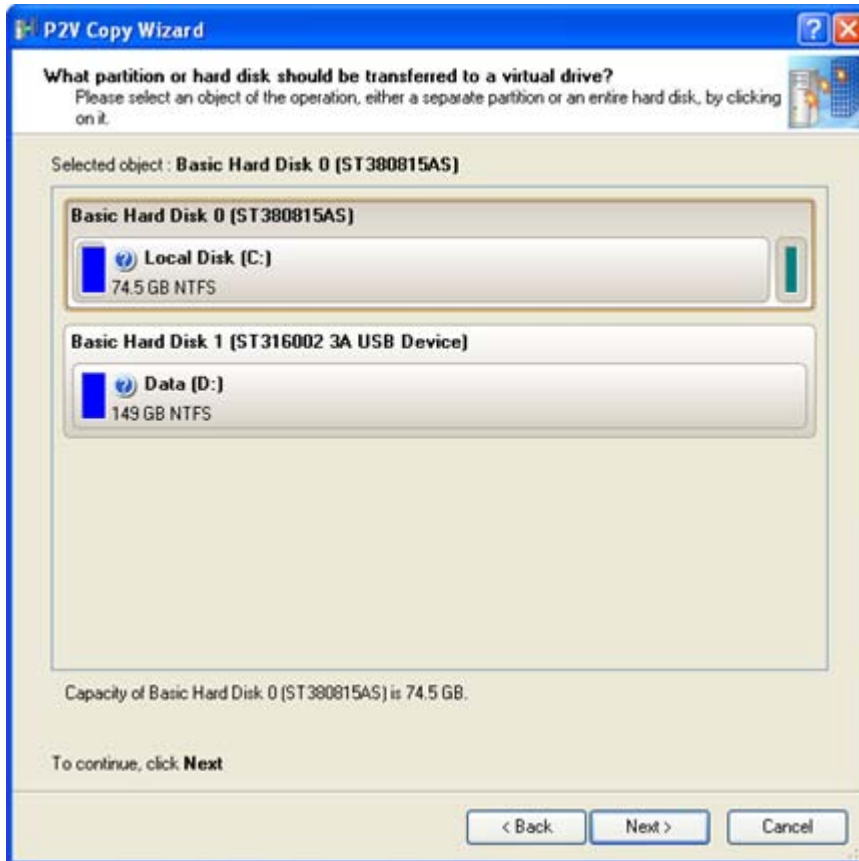 P2V Copy Wizard
What partition or hard disk should be transferred to a virtual drive?
Please select an object of the operation, either a separate partition or an entire hard disk, by clicking
on it.
Selected object : Basic Hard Disk 0 (ST380815AS)
Basic Hard Disk 0 (ST380815AS)
Local Disk (C:)
74.5 GB NTFS
Basic Hard Disk 1 (ST316002 3A USB Device)
Data (D:)
149 GB NTFS
Capacity of Basic Hard Disk 0 (ST380815AS) is 74.5 GB.
To continue, click Next
< Back Next > Cancel